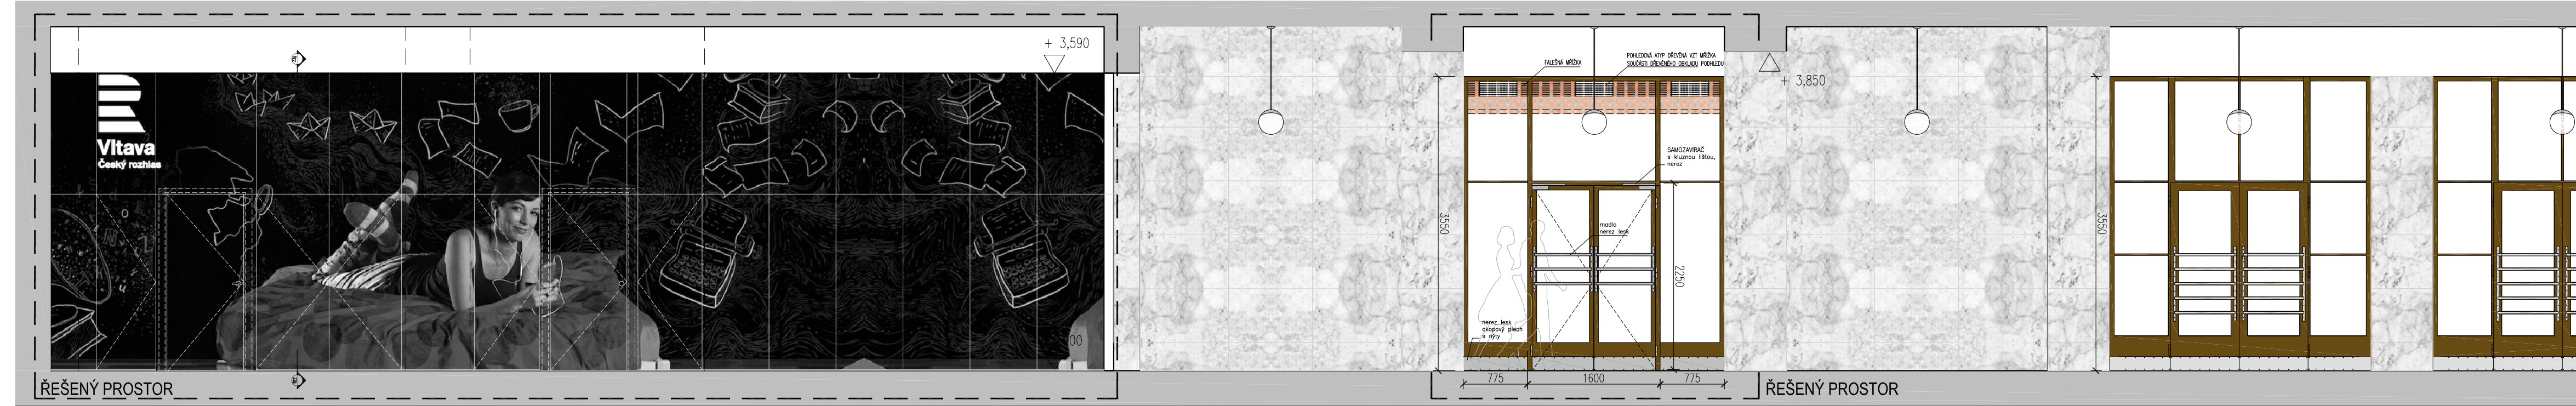 + 3,590
Vltava
Český rozhlas
ŘEŠENÝ PROSTOR
FALEŠNÁ MŘÍŽKA
POHLEDOVÁ ATYP DŘEVĚNÁ VZT MŘÍŽKA
SOUČÁSTI DŘEVĚNÉHO OBKLADU PODHLEDU
+ 3,850
SAMOZAVÍRAČ
s kluznou lištou,
nerez
3550
madlo
nerez lesk
2250
nerez lesk
okopový plech
s nýty
775
1600
775
ŘEŠENÝ PROSTOR
3550